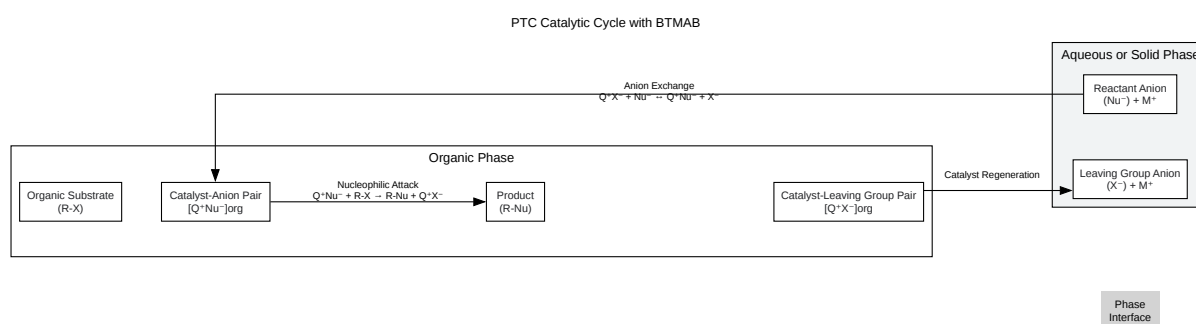 PTC Catalytic Cycle with BTMAB
Aqueous or Solid Phase
Anion Exchange
Q⁺X⁻ + Nu⁻ ↔ Q⁺Nu⁻ + X⁻
Reactant Anion
(Nu⁻) + M⁺
Organic Phase
Organic Substrate
(R-X)
Catalyst-Anion Pair
[Q⁺Nu⁻]org
Nucleophilic Attack
Q⁺Nu⁻ + R-X → R-Nu + Q⁺X⁻
Product
(R-Nu)
Catalyst-Leaving Group Pair
[Q⁺X⁻]org
Catalyst Regeneration
Leaving Group Anion
(X⁻) + M⁺
Phase
Interface